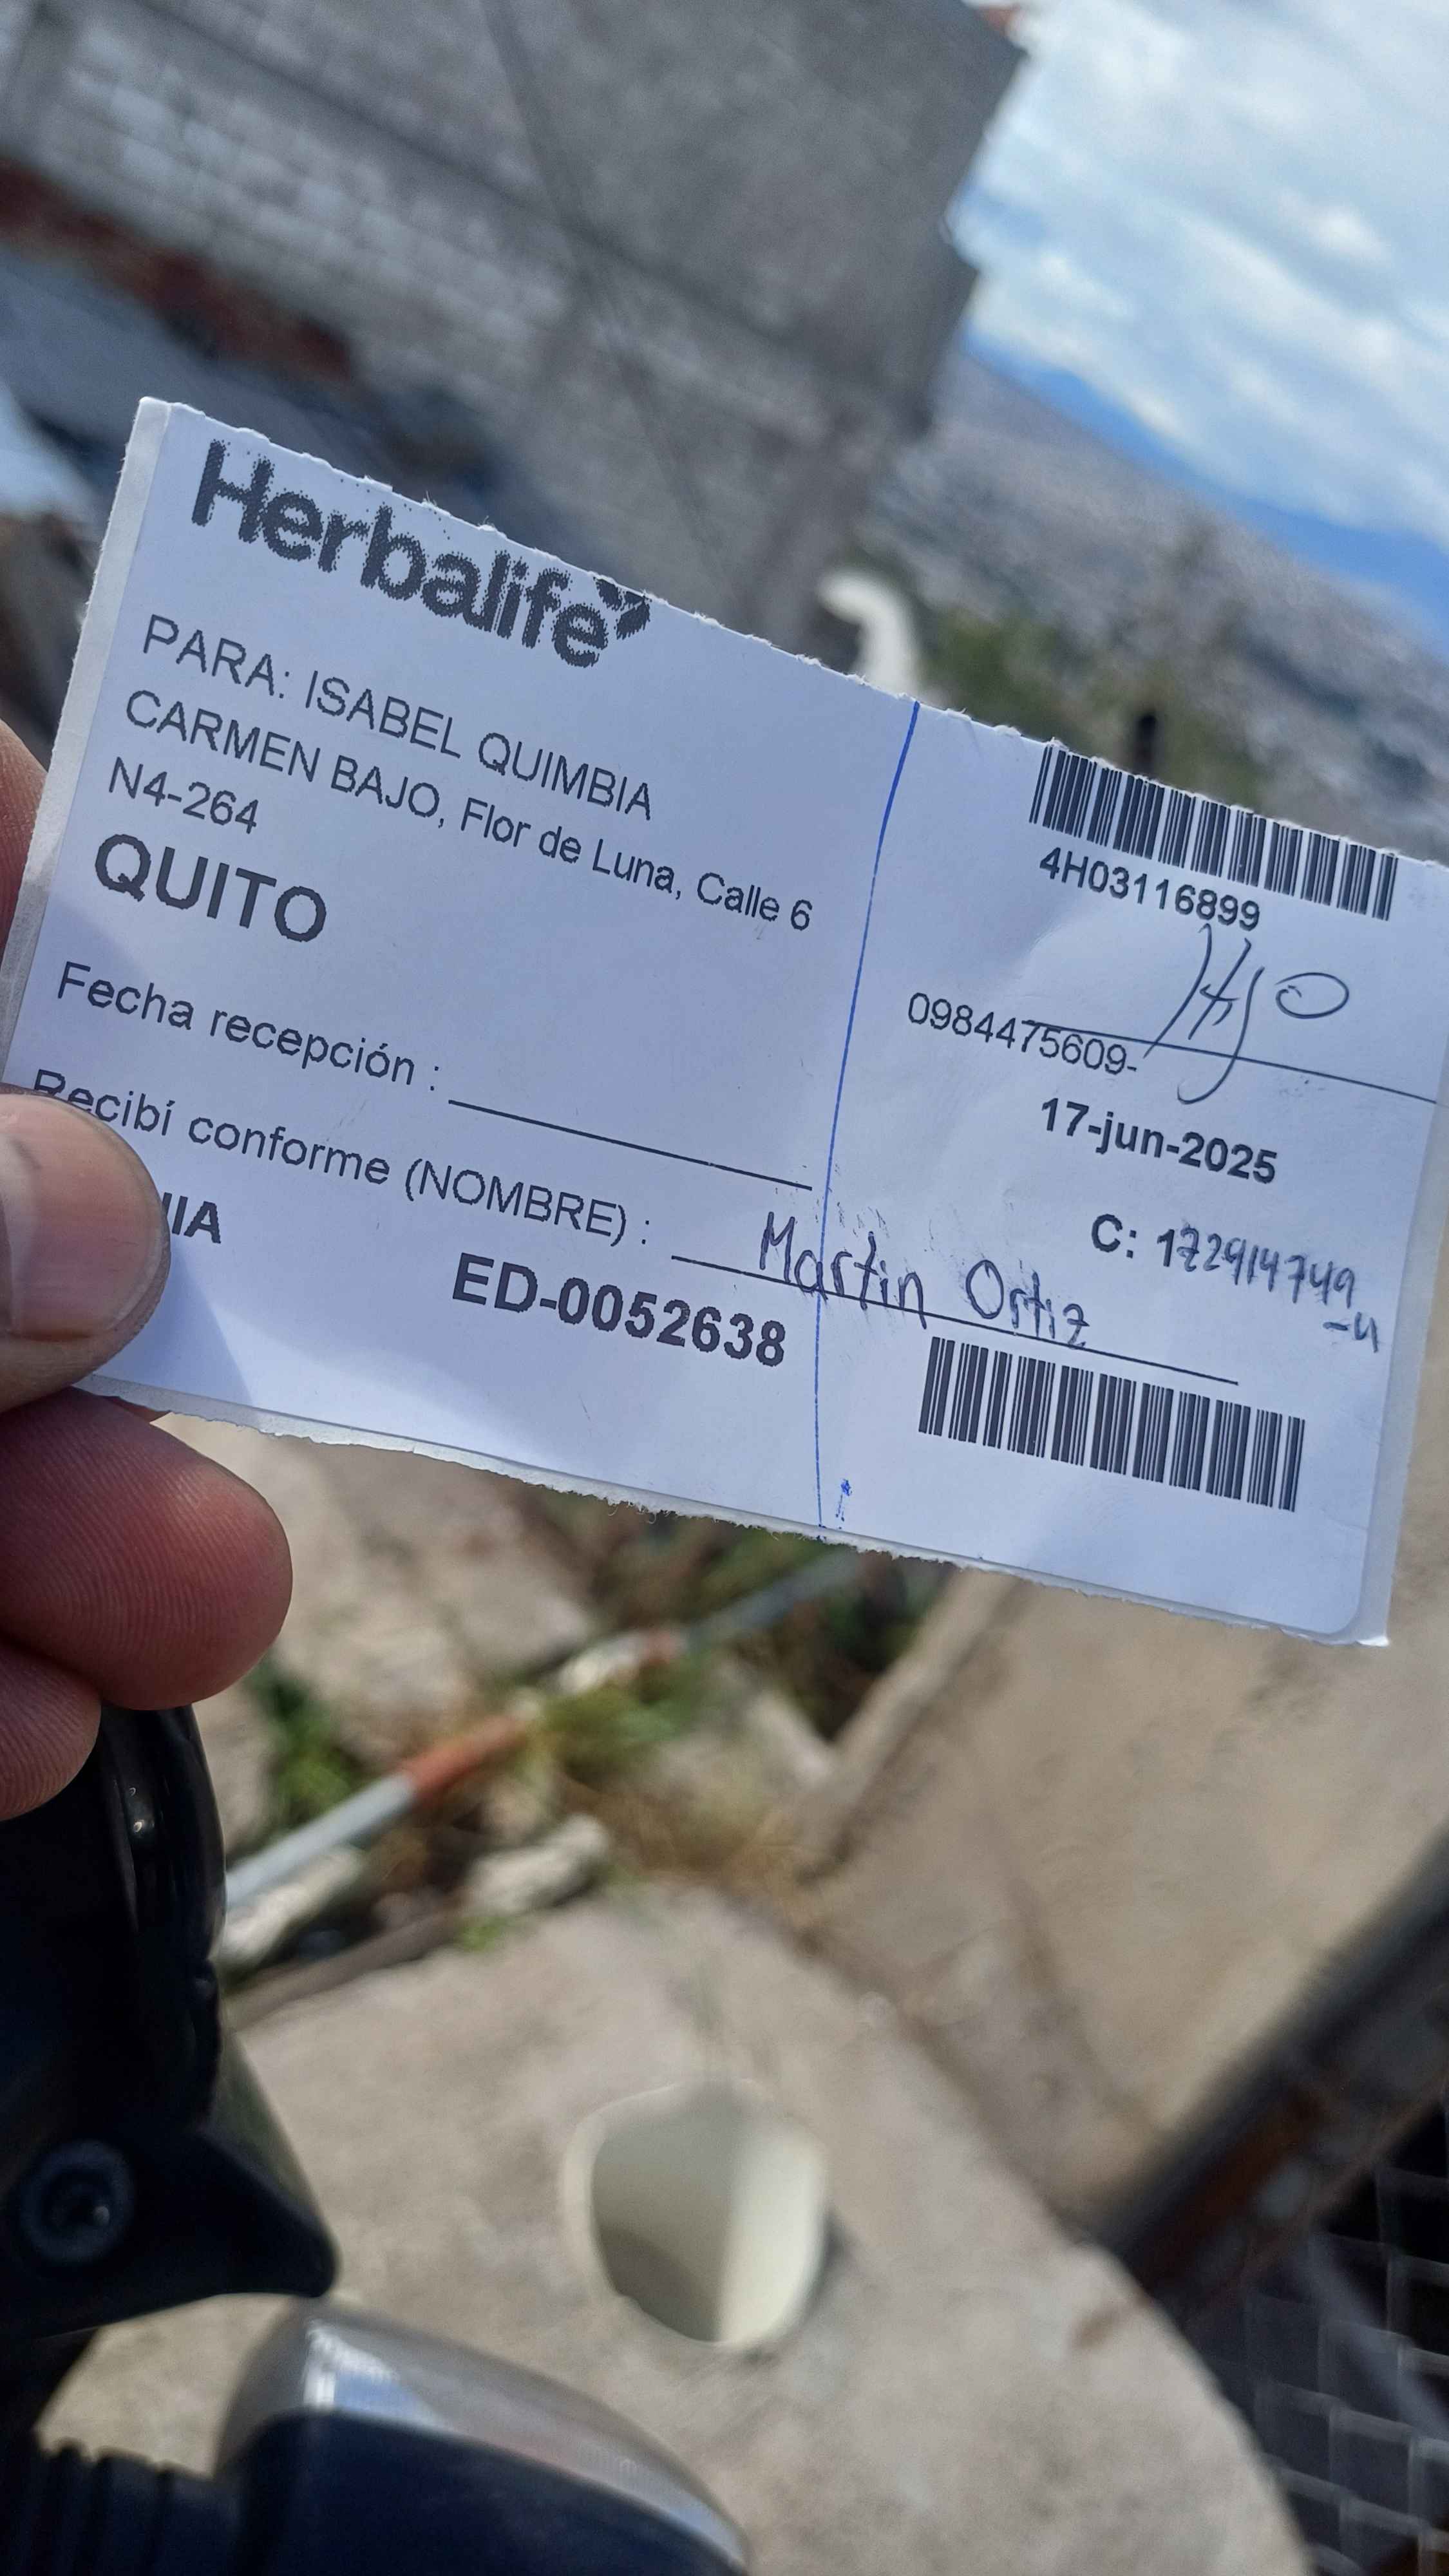 Herbalife
PARA: ISABEL QUIMBIA
CARMEN BAJO, Flor de Luna, Calle 6
N4-264
QUITO
4H03116899
0984475609-
17-jun-2025
Fecha recepción :
Recibí conforme (NOMBRE) : Martin Ortiz
C: 172914749
-4
ED-0052638